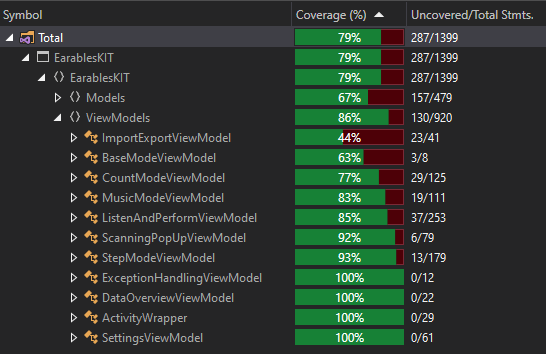 Symbol Coverage (%) Uncovered/Total Stmts.
Total 79% 287/1399
EarablesKIT 79% 287/1399
EarablesKIT 79% 287/1399
Models 67% 157/479
ViewModels 86% 130/920
ImportExportViewModel 44% 23/41
BaseModeViewModel 63% 3/8
CountModeViewModel 77% 29/125
MusicModeViewModel 83% 19/111
ListenAndPerformViewModel 85% 37/253
ScanningPopUpViewModel 92% 6/79
StepModeViewModel 93% 13/179
ExceptionHandlingViewModel 100% 0/12
DataOverviewViewModel 100% 0/22
ActivityWrapper 100% 0/29
SettingsViewModel 100% 0/61